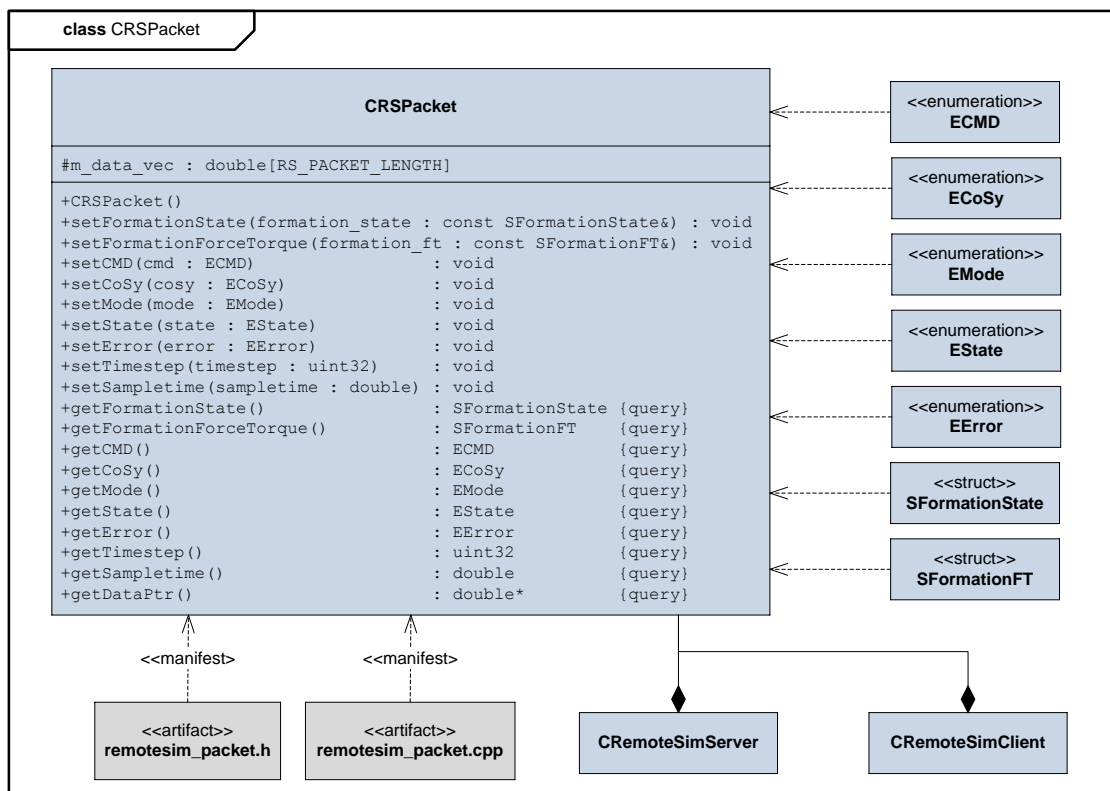 class CRSPacket
CRSPacket
#m_data_vec : double[RS_PACKET_LENGTH]
+CRSPacket()
+setFormationState(formation_state : const SFormationState&) : void
+setFormationForceTorque(formation_ft : const SFormationFT&) : void
+setCMD(cmd : ECMD) : void
+setCoSy(cosy : ECoSy) : void
+setMode(mode : EMode) : void
+setState(state : EState) : void
+setError(error : EError) : void
+setTimestep(timestep : uint32) : void
+setSampletime(sampletime : double) : void
+getFormationState() : SFormationState {query}
+getFormationForceTorque() : SFormationFT {query}
+getCMD() : ECMD {query}
+getCoSy() : ECoSy {query}
+getMode() : EMode {query}
+getState() : EState {query}
+getError() : EError {query}
+getTimestep() : uint32 {query}
+getSampletime() : double {query}
+getDataPtr() : double* {query}
<<enumeration>>
ECMD
<<enumeration>>
ECoSy
<<enumeration>>
EMode
<<enumeration>>
EState
<<enumeration>>
EError
<<struct>>
SFormationState
<<struct>>
SFormationFT
<<manifest>
<<manifest>
<<artifact>>
remotesim_packet.h
<<artifact>>
remotesim_packet.cpp
CRemoteSimServer
CRemoteSimClient